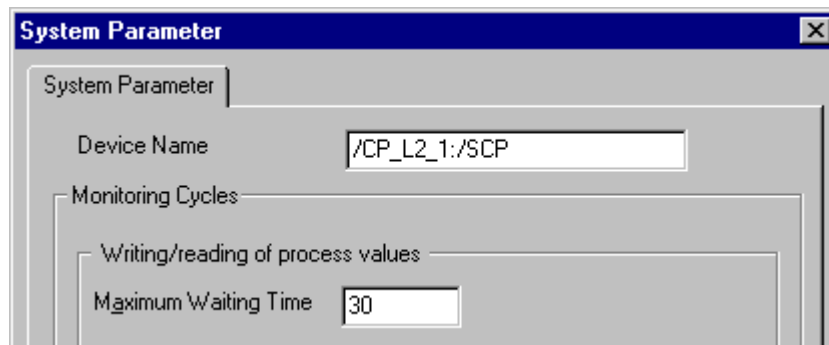 System Parameter
System Parameter
Device Name /CP_L2_1:/SCP
Monitoring Cycles
Writing/reading of process values
Maximum Waiting Time 30